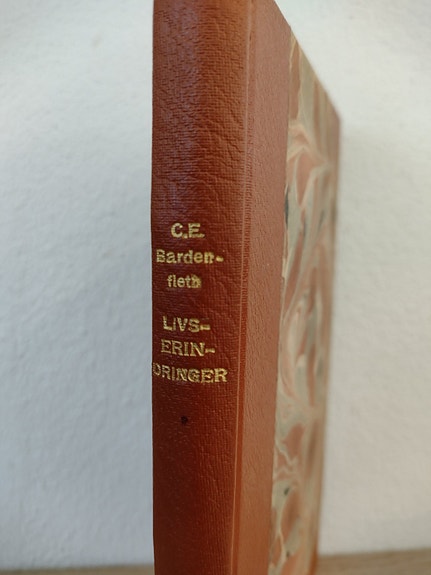 C.E.
Barden-
fleth
LIVS-
ERIN-
DRINGER